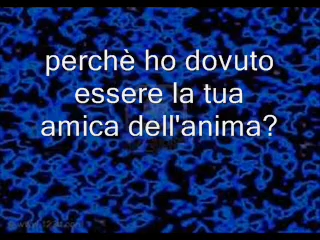 perchè ho dovuto
essere la tua
amica dell'anima?